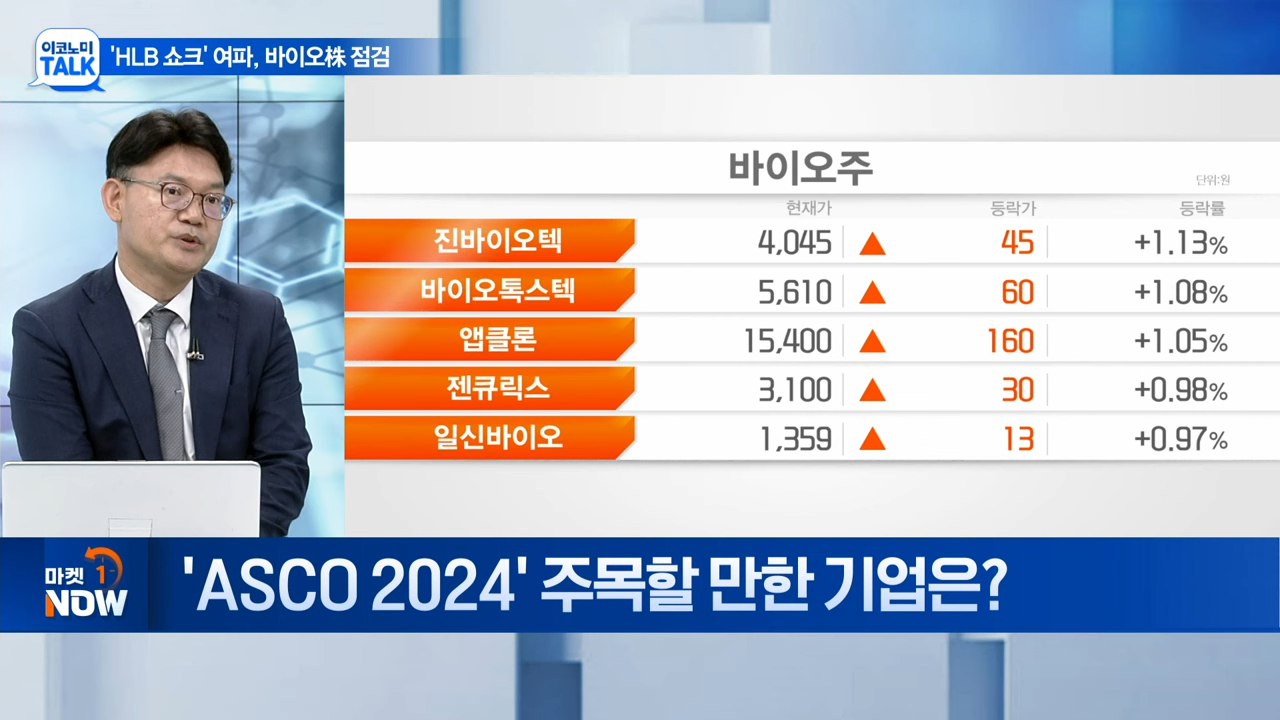 이코노미
TALK
'HLB 쇼크' 여파, 바이오株 점검
바이오주
단위:원
현재가 등락가 등락률
진바이오텍 4,045 ▲ 45 +1.13%
바이오톡스텍 5,610 ▲ 60 +1.08%
앱클론 15,400 ▲ 160 +1.05%
젠큐릭스 3,100 ▲ 30 +0.98%
일신바이오 1,359 ▲ 13 +0.97%
마켓 1
NOW
'ASCO 2024' 주목할 만한 기업은?